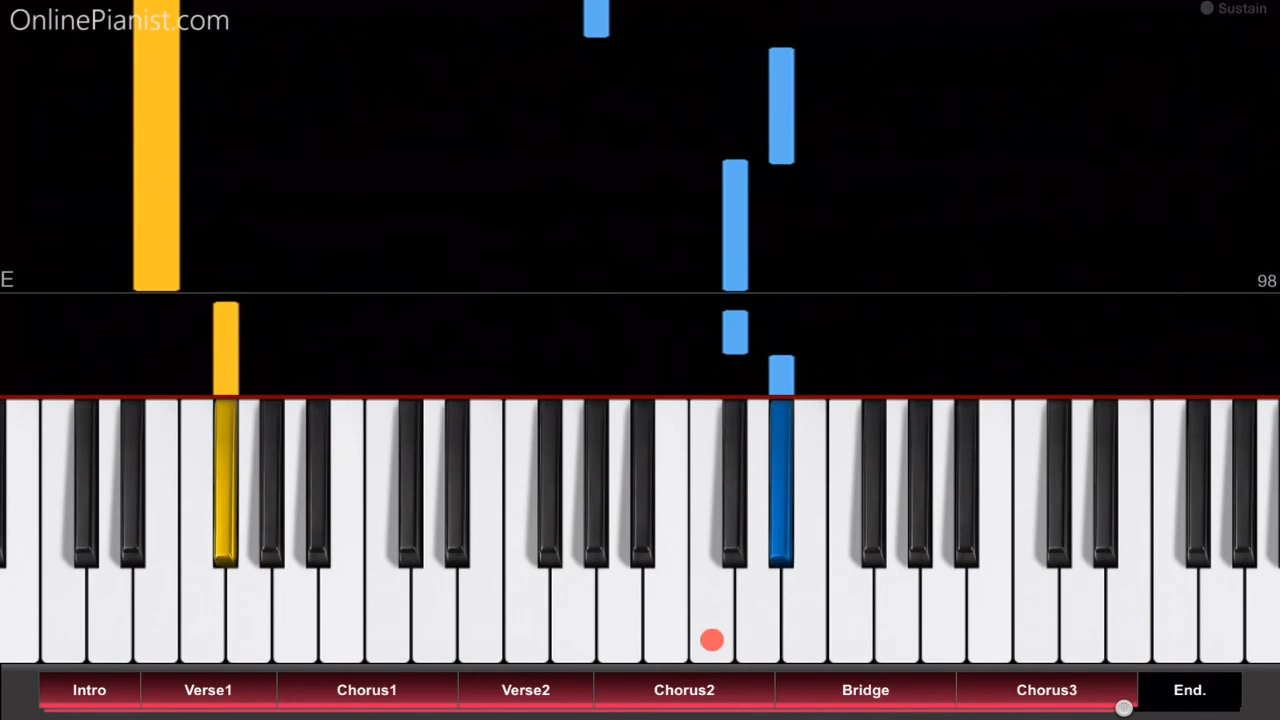 OnlinePianist.com
Sustain
E
98
Intro
Verse1
Chorus1
Verse2
Chorus2
Bridge
Chorus3
End.